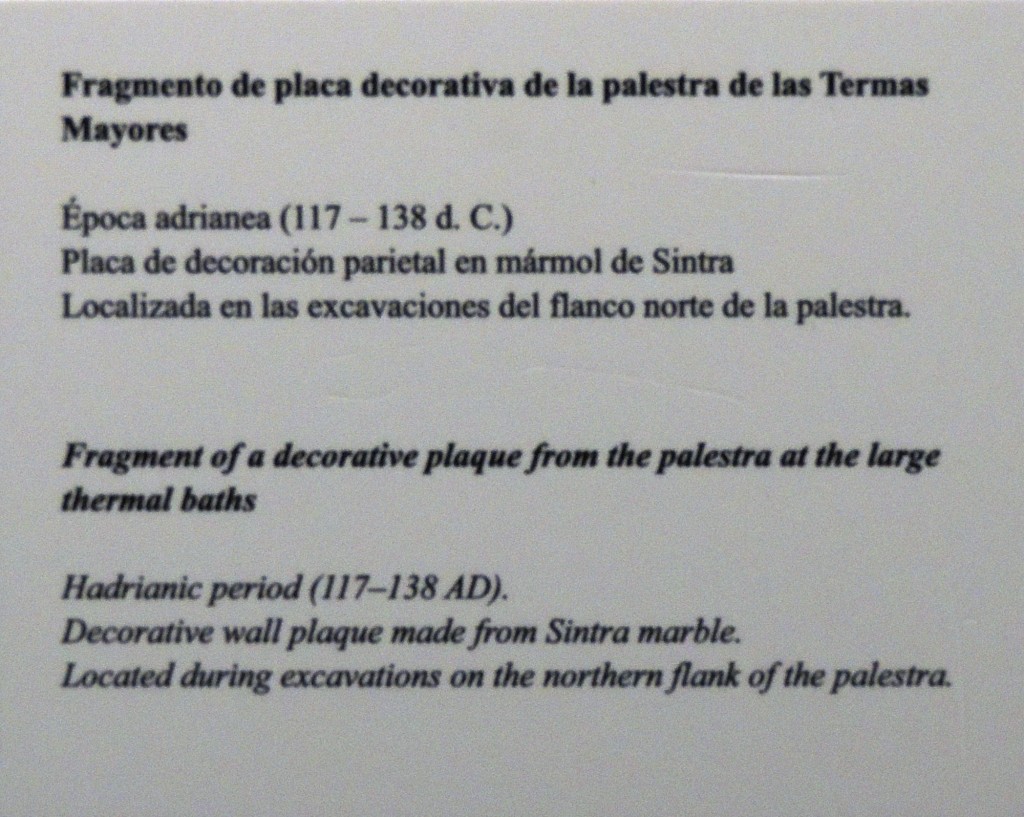 Fragmento de placa decorativa de la palestra de las Termas
Mayores
Época adrianea (117 – 138 d. C.)
Placa de decoración parietal en mármol de Sintra
Localizada en las excavaciones del flanco norte de la palestra.
Fragment of a decorative plaque from the palestra at the large
thermal baths
Hadrianic period (117–138 AD).
Decorative wall plaque made from Sintra marble.
Located during excavations on the northern flank of the palestra.